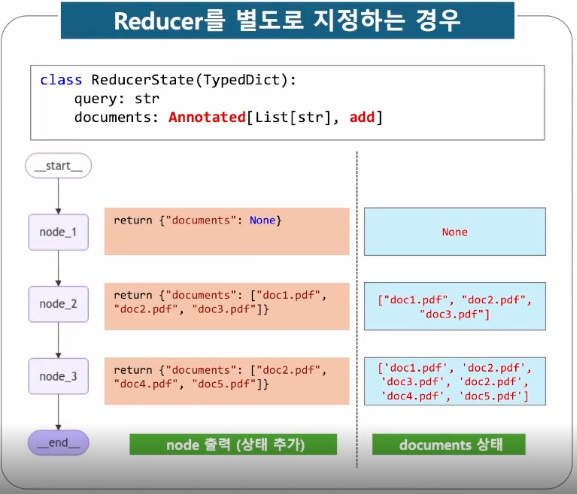 Reducer를 별도로 지정하는 경우
class ReducerState(TypedDict):
    query: str
    documents: Annotated[List[str], add]
__start__
node_1
return {"documents": None}
None
node_2
return {"documents": ["doc1.pdf",
"doc2.pdf", "doc3.pdf"]}
["doc1.pdf", "doc2.pdf",
"doc3.pdf"]
node_3
return {"documents": ["doc2.pdf",
"doc4.pdf", "doc5.pdf"]}
['doc1.pdf', 'doc2.pdf',
'doc3.pdf', 'doc2.pdf',
'doc4.pdf', 'doc5.pdf']
__end__
node 출력 (상태 추가)
documents 상태